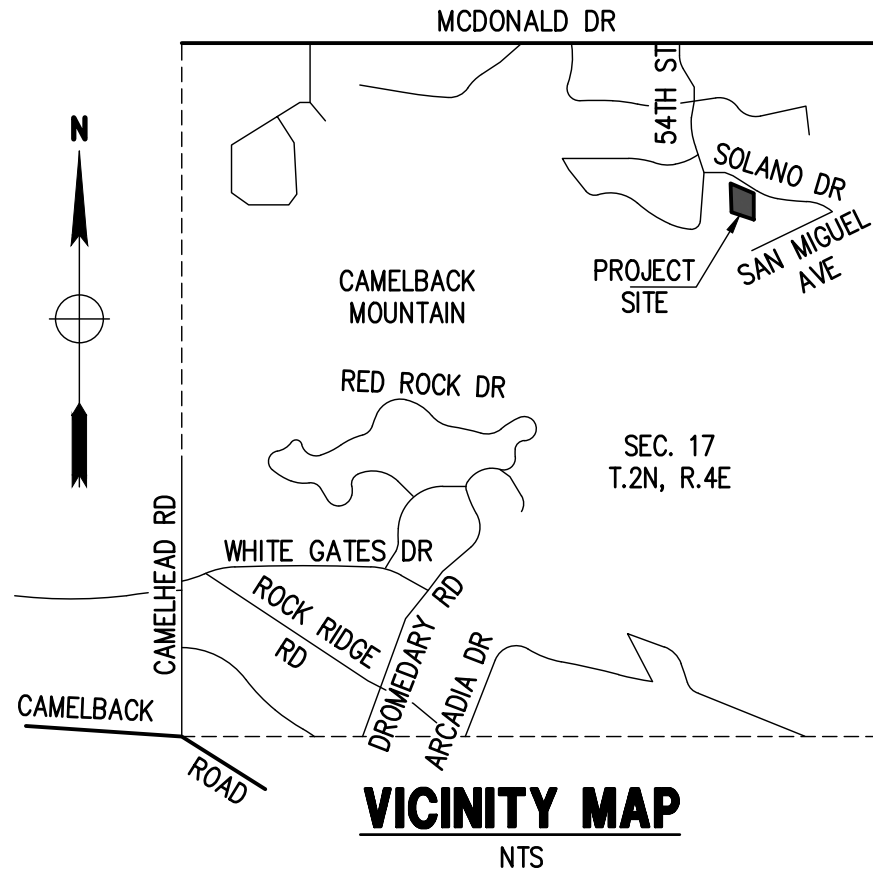 MCDONALD DR
N
54TH ST
SOLANO DR
SAN MIGUEL
AVE
PROJECT
SITE
CAMELBACK
MOUNTAIN
RED ROCK DR
SEC. 17
T.2N, R.4E
CAMELHEAD RD
WHITE GATES DR
ROCK RIDGE
RD
DROMEDARY RD
ARCADIA DR
CAMELBACK
ROAD
VICINITY MAP
NTS